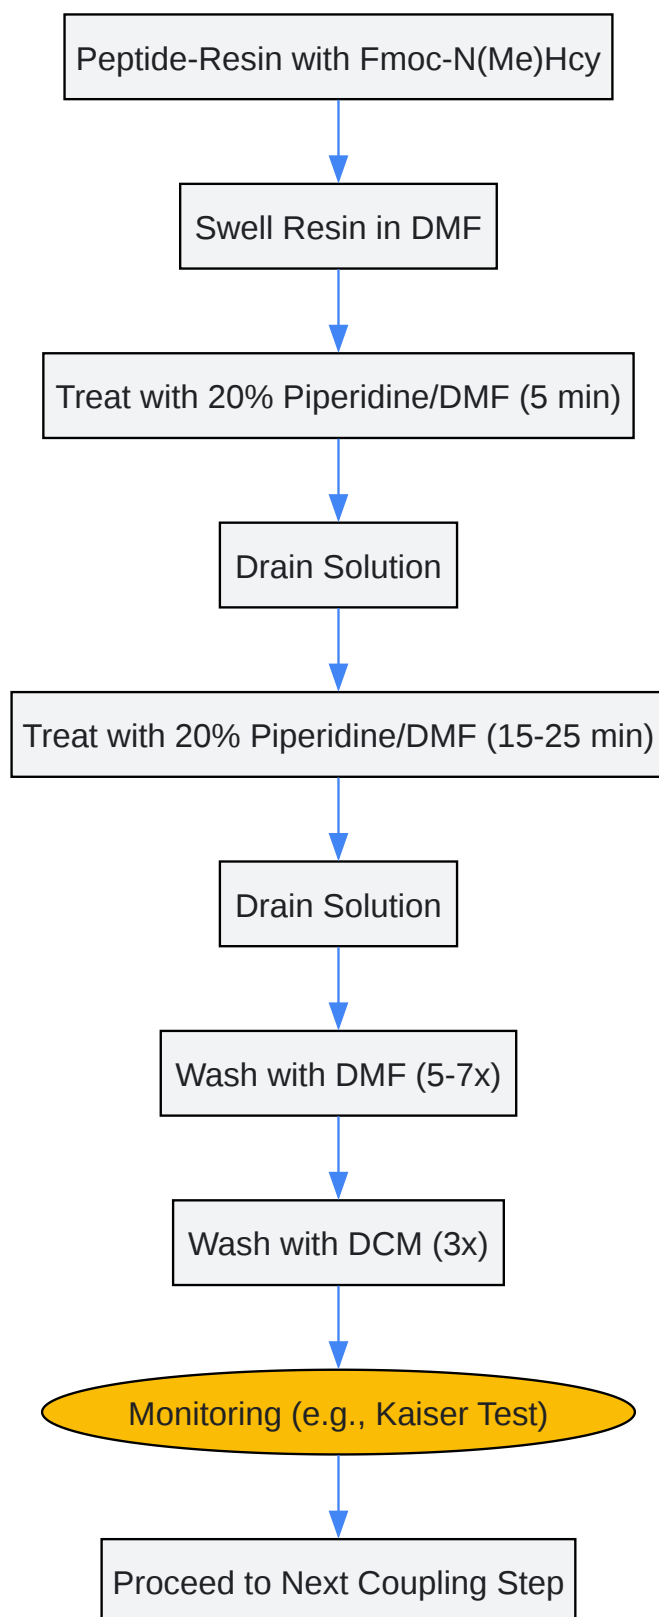 Peptide-Resin with Fmoc-N(Me)Hcy
Swell Resin in DMF
Treat with 20% Piperidine/DMF (5 min)
Drain Solution
Treat with 20% Piperidine/DMF (15-25 min)
Drain Solution
Wash with DMF (5-7x)
Wash with DCM (3x)
Monitoring (e.g., Kaiser Test)
Proceed to Next Coupling Step